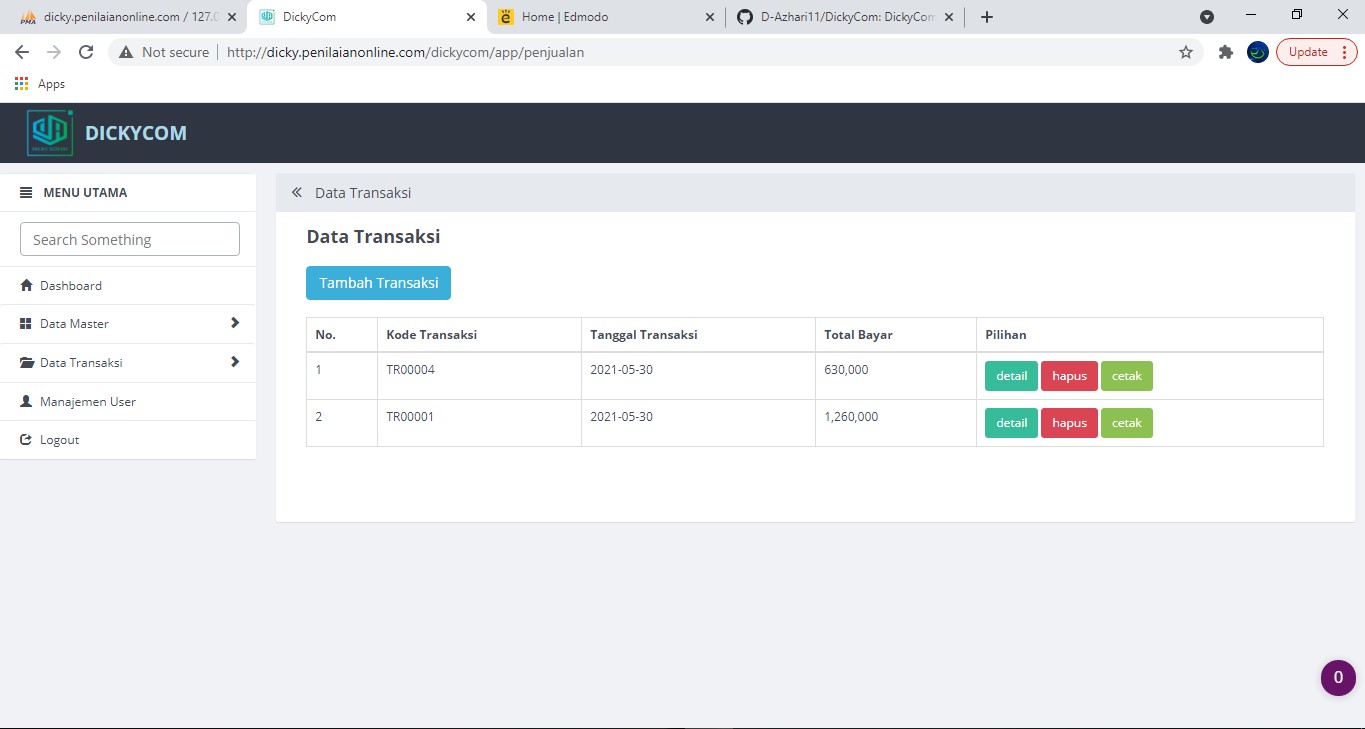 dicky.penilaianonline.com / 127.0
DickyCom
Home | Edmodo
D-Azhari11/DickyCom: DickyCom
Not secure
http://dicky.penilaianonline.com/dickycom/app/penjualan
Update
Apps
DICKYCOM
MENU UTAMA
Search Something
Dashboard
Data Master
Data Transaksi
Manajemen User
Logout
Data Transaksi
Data Transaksi
Tambah Transaksi
No. Kode Transaksi Tanggal Transaksi Total Bayar Pilihan
1 TR00004 2021-05-30 630,000 detail hapus cetak
2 TR00001 2021-05-30 1,260,000 detail hapus cetak
0